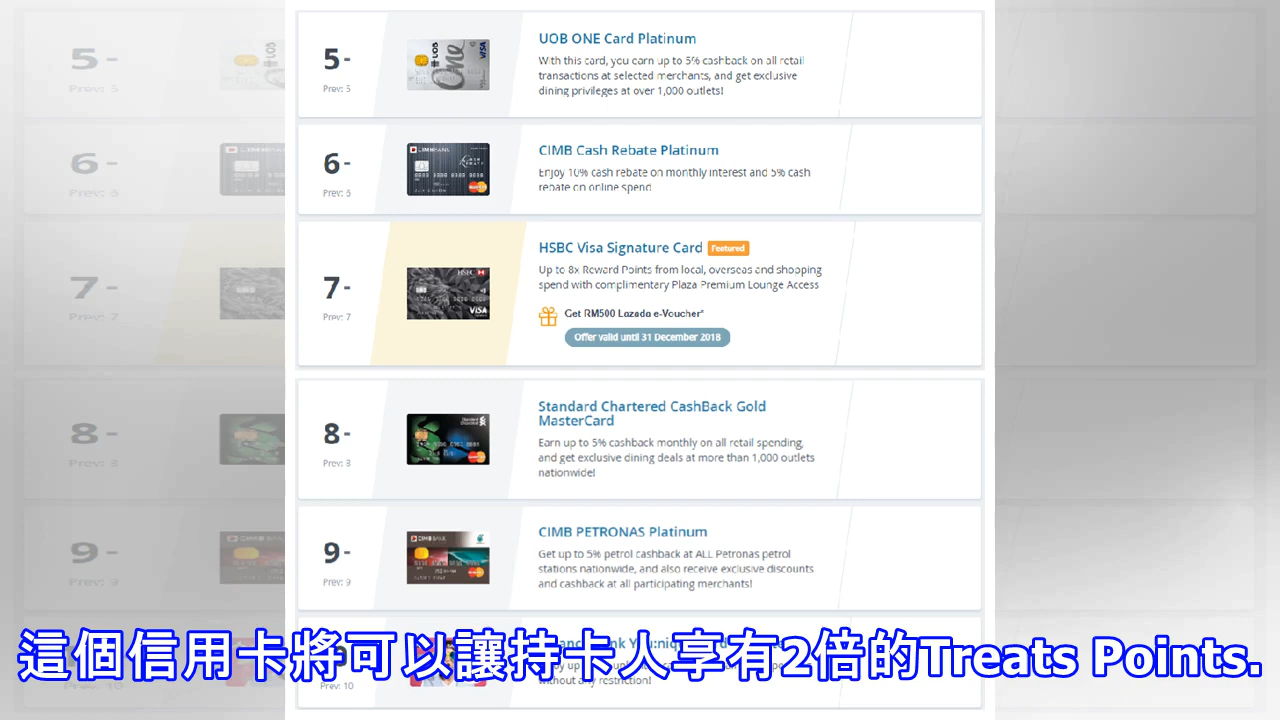 5 -
Prev: 5
UOB ONE Card Platinum
With this card, you earn up to 5% cashback on all retail
transactions at selected merchants, and get exclusive
dining privileges at over 1,000 outlets!
6 -
Prev: 6
CIMB Cash Rebate Platinum
Enjoy 10% cash rebate on monthly interest and 5% cash
rebate on online spend
7 -
Prev: 7
HSBC Visa Signature Card Featured
Up to 8x Reward Points from local, overseas and shopping
spend with complimentary Plaza Premium Lounge Access
Get RM500 Lazada e-Voucher*
Offer valid until 31 December 2018
8 -
Prev: 8
Standard Chartered CashBack Gold
MasterCard
Earn up to 5% cashback monthly on all retail spending,
and get exclusive dining deals at more than 1,000 outlets
nationwide!
9 -
Prev: 9
CIMB PETRONAS Platinum
Get up to 5% petrol cashback at ALL Petronas petrol
stations nationwide, and also receive exclusive discounts
and cashback at all participating merchants!
這個信用卡將可以讓持卡人享有2倍的Treats Points.
Prev: 10
without any restriction!